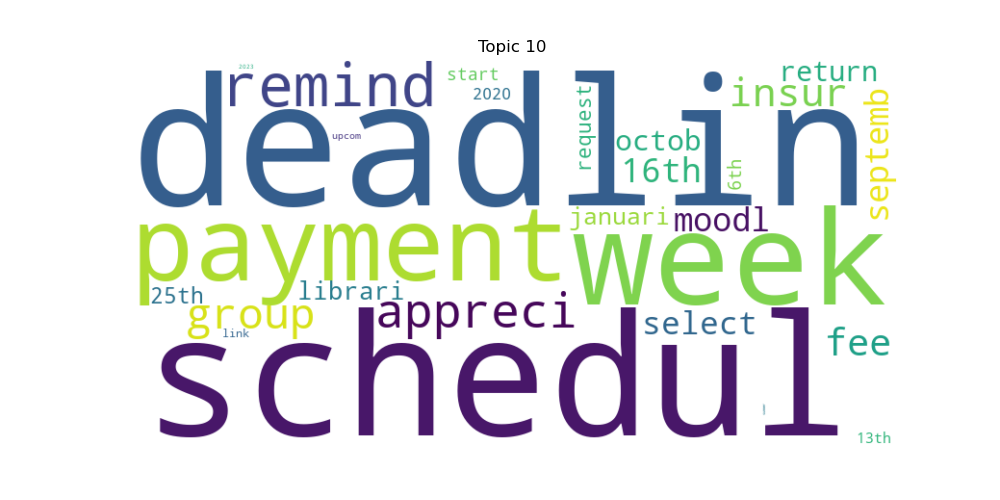 Topic 10
2023
remind
start
2020
return
insur
deadlin
upcom
request
octob
16th
6th
septemb
payment
januari
moodl
week
25th
librari
group
appreci
link
select
fee
schedul
!
13th